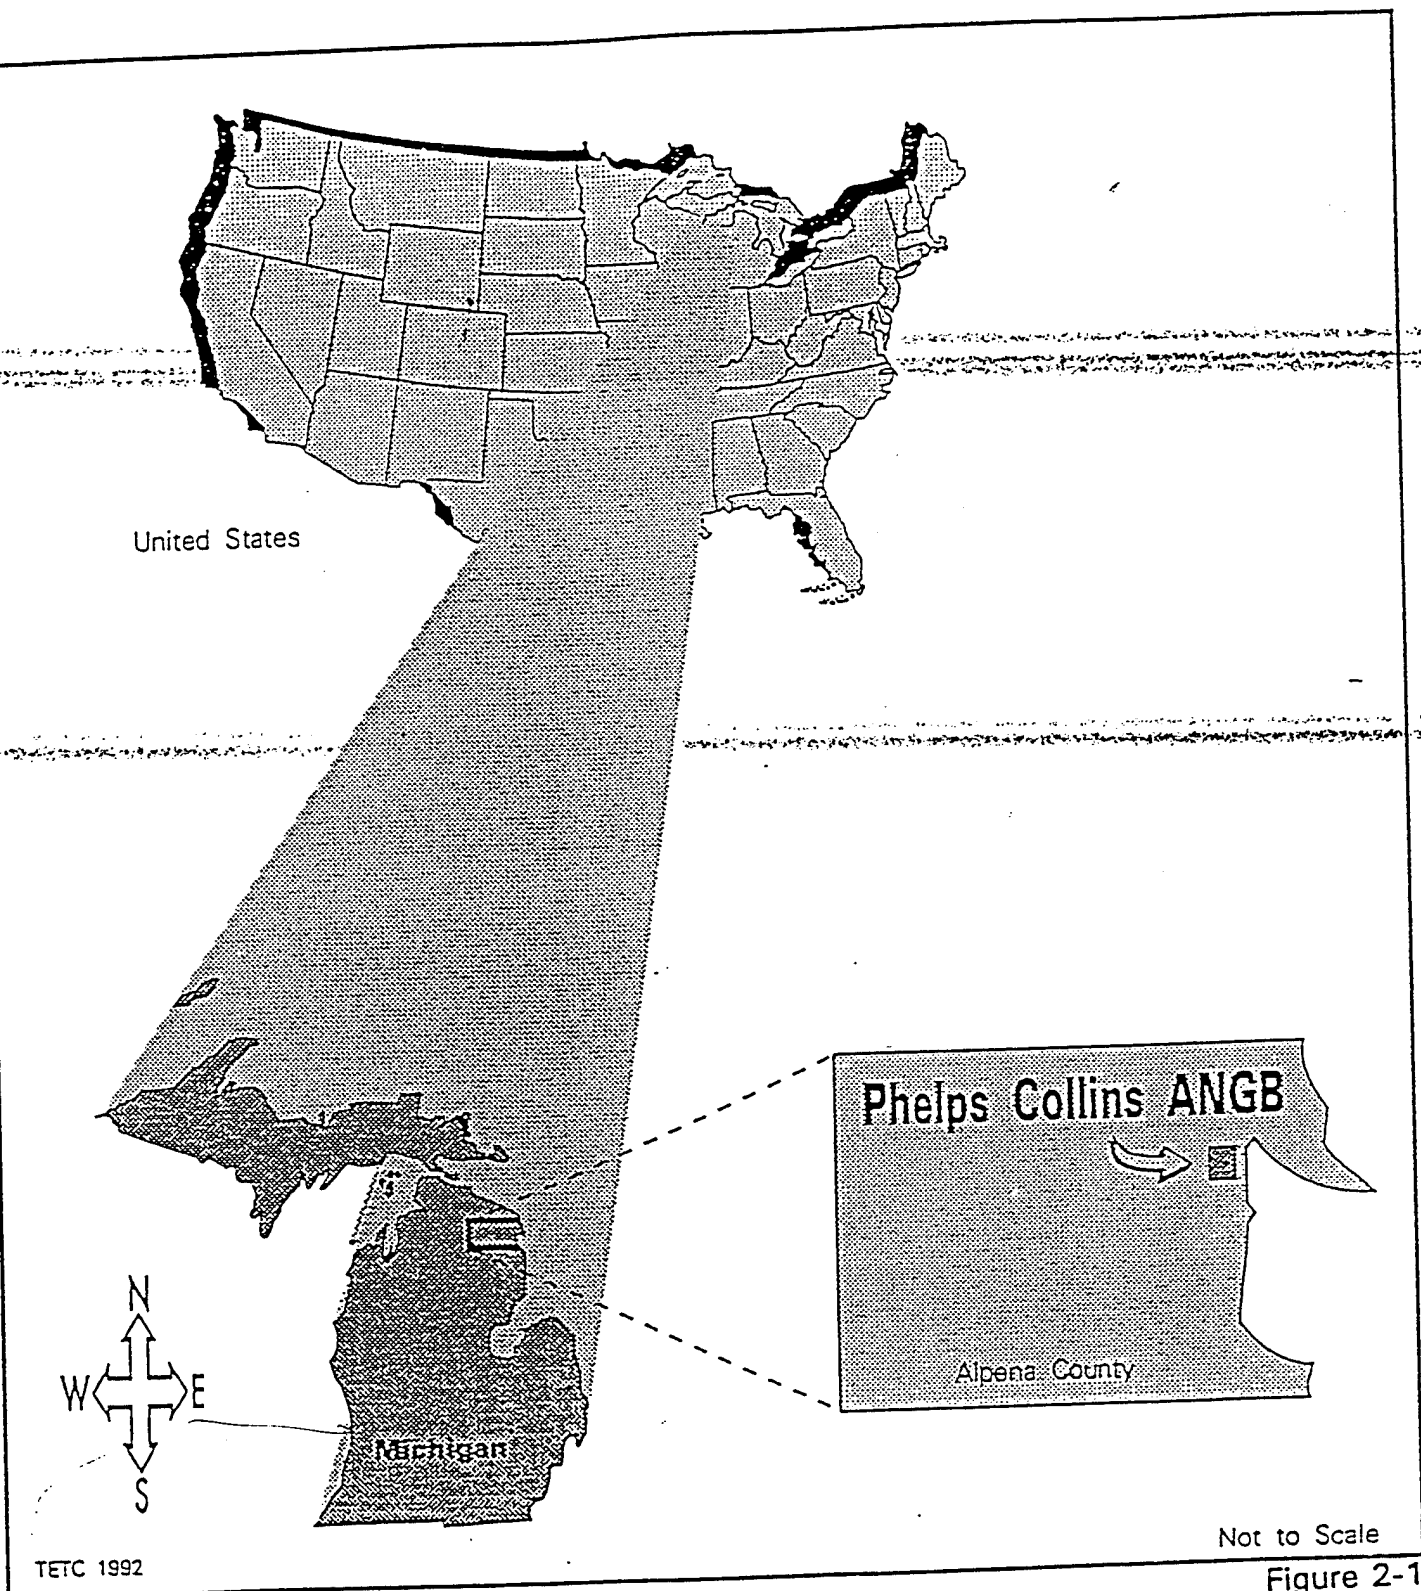 United States
Phelps Collins ANGB
Alpena County
N
W
E
S
Michigan
Not to Scale
TETC 1992
Figure 2-1